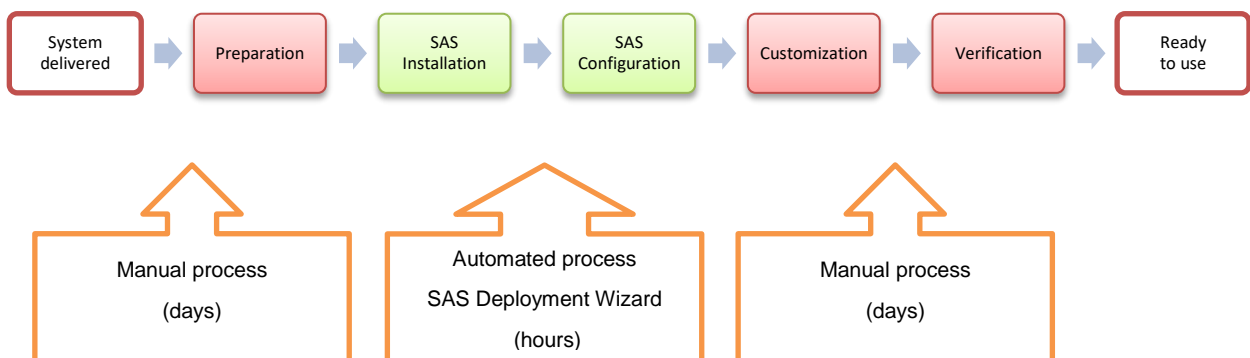 System
delivered
Preparation
SAS
Installation
SAS
Configuration
Customization
Verification
Ready
to use
Manual process
(days)
Automated process
SAS Deployment Wizard
(hours)
Manual process
(days)